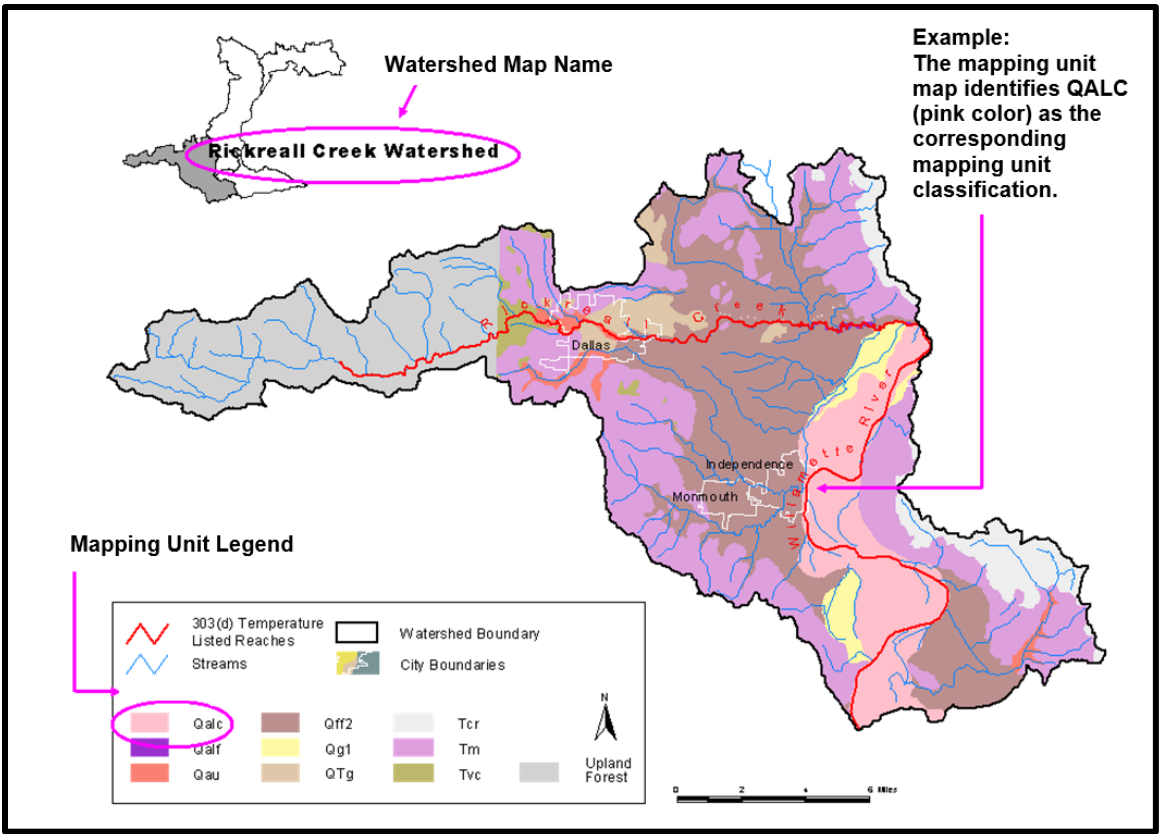 Watershed Map Name
Rickreall Creek Watershed
Example:
The mapping unit
map identifies QALC
(pink color) as the
corresponding
mapping unit
classification.
Rickreall Creek
Dallas
Willamette River
Independence
Monmouth
Mapping Unit Legend
303(d) Temperature
Listed Reaches
Watershed Boundary
Streams
City Boundaries
N
Qalc
Qff2
Tcr
Qalf
Qg1
Tm
Qau
QTg
Tvc
Upland
Forest
0 2 4 6 Miles